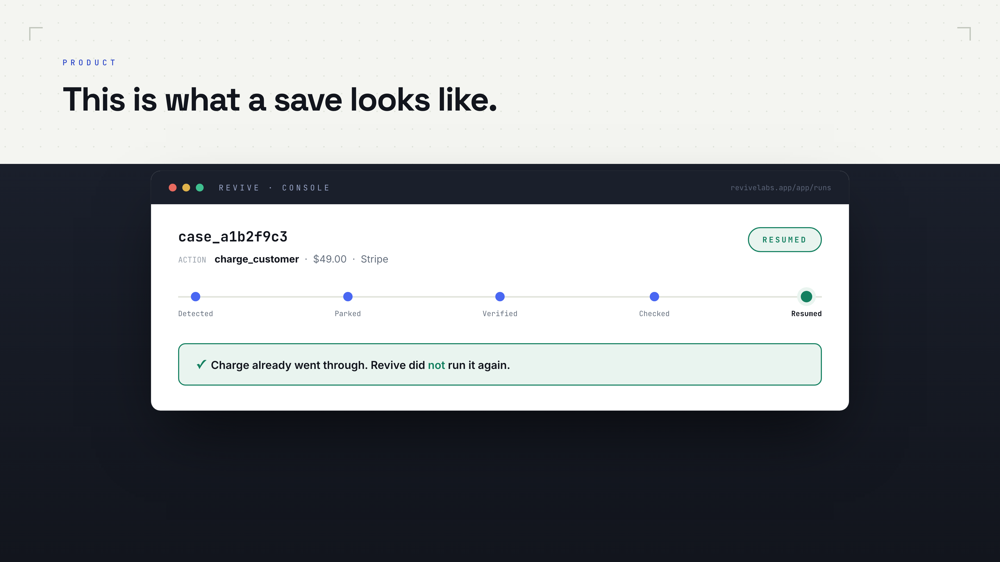 PRODUCT
This is what a save looks like.
REVIVE · CONSOLE
revivelabs.app/app/runs
case_a1b2f9c3
RESUMED
ACTION charge_customer · $49.00 · Stripe
Detected Parked Verified Checked Resumed
✓ Charge already went through. Revive did not run it again.